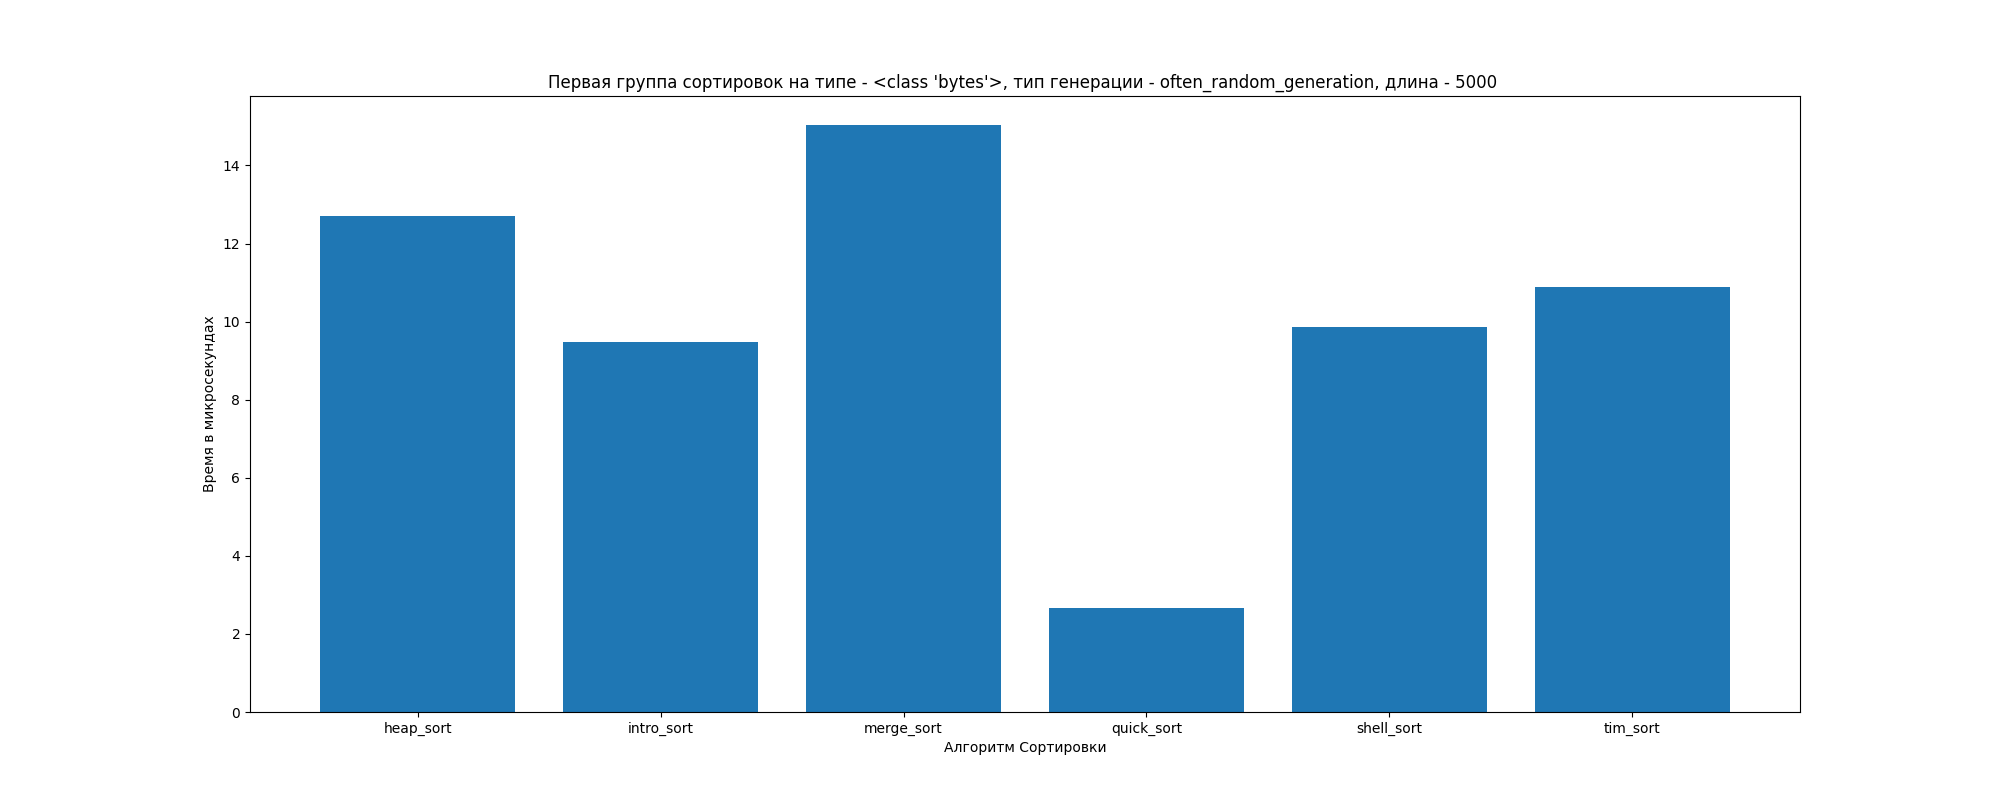 Первая группа сортировок на типе - <class 'bytes'>, тип генерации - often_random_generation, длина - 5000
Время в микросекундах
14
12
10
8
6
4
2
0
heap_sort intro_sort merge_sort quick_sort shell_sort tim_sort
Алгоритм Сортировки